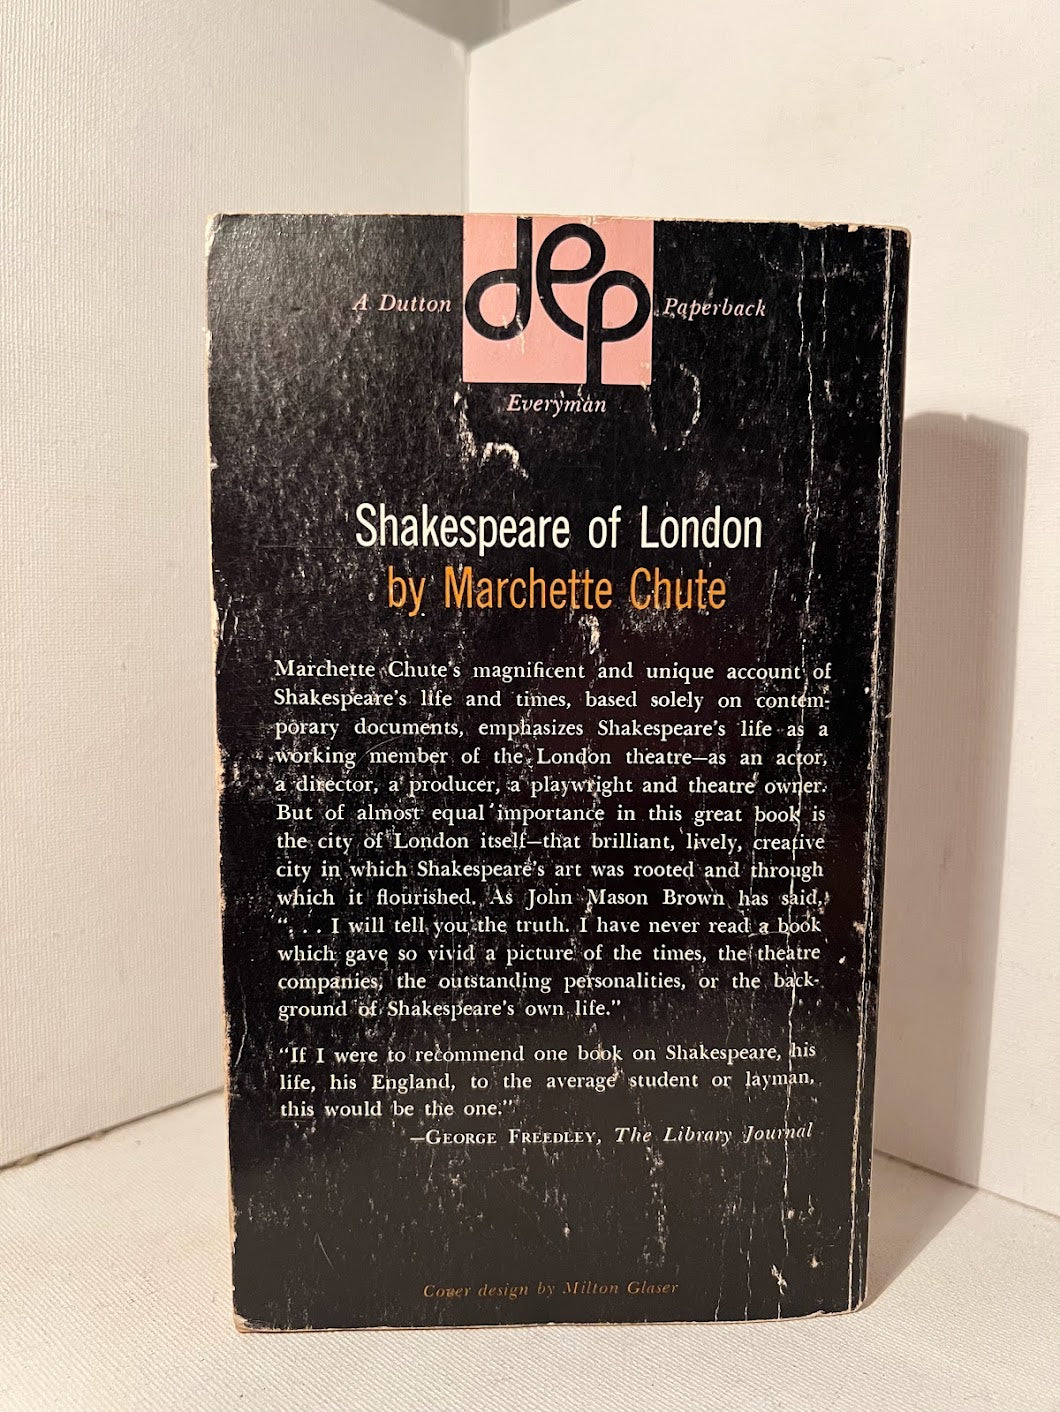 A Dutton dep Paperback
Everyman
Shakespeare of London
by Marchette Chute
Marchette Chute's magnificent and unique account of
Shakespeare's life and times, based solely on contem-
porary documents, emphasizes Shakespeare's life as a
working member of the London theatre—as an actor,
a director, a producer, a playwright and theatre owner.
But of almost equal importance in this great book is
the city of London itself—that brilliant, lively, creative
city in which Shakespeare's art was rooted and through
which it flourished. As John Mason Brown has said,
“. . . I will tell you the truth. I have never read a book
which gave so vivid a picture of the times, the theatre
companies, the outstanding personalities, or the back-
ground of Shakespeare's own life.”
“If I were to recommend one book on Shakespeare, his
life, his England, to the average student or layman,
this would be the one.”
—GEORGE FREEDLEY, The Library Journal
Cover design by Milton Glaser